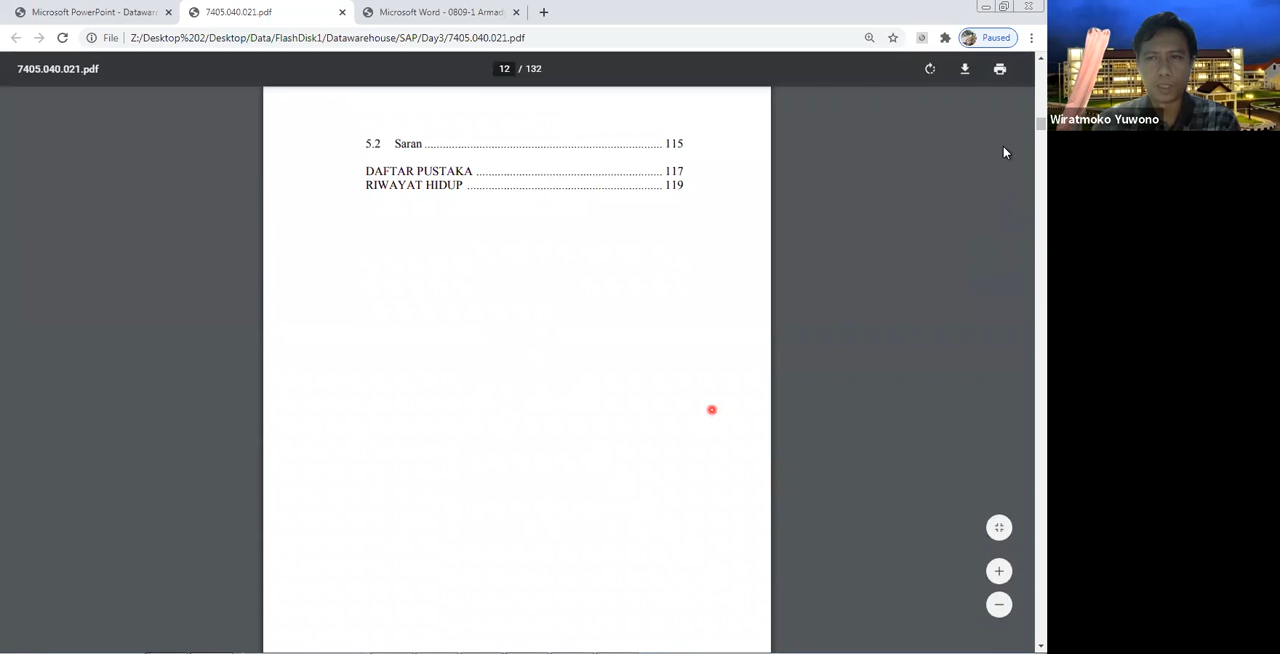 Microsoft PowerPoint - Datawar
7405.040.021.pdf
Microsoft Word - 0809-1 Armad
File
Z:/Desktop%202/Desktop/Data/FlashDisk1/Datawarehouse/SAP/Day3/7405.040.021.pdf
Paused
7405.040.021.pdf
12 / 132
Wiratmoko Yuwono
5.2 Saran ................................................................ 115
DAFTAR PUSTAKA ................................................ 117
RIWAYAT HIDUP .................................................. 119